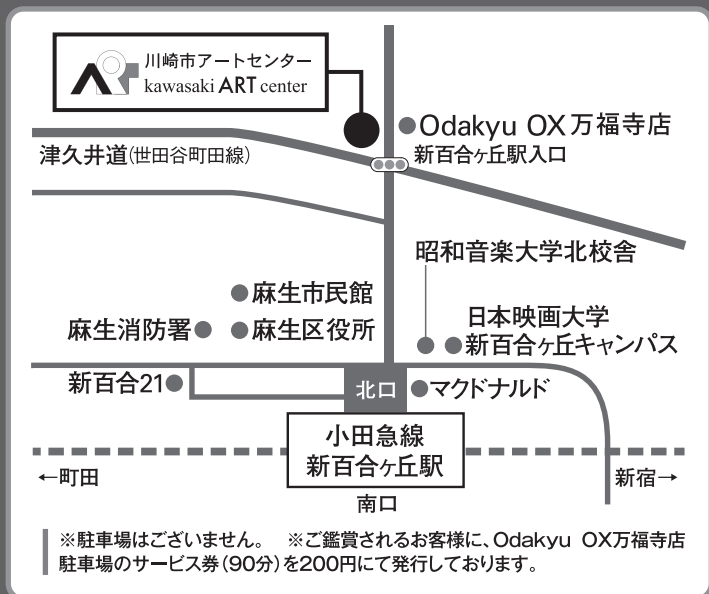 川崎市アートセンター
kawasaki ART center
Odakyu OX 万福寺店
津久井道(世田谷町田線)
新百合ヶ丘駅入口
昭和音楽大学北校舎
麻生市民館
日本映画大学
麻生消防署
麻生区役所
新百合ヶ丘キャンパス
新百合21
北口
マクドナルド
小田急線
新百合ヶ丘駅
←町田
新宿→
南口
※駐車場はございません。 ※ご鑑賞されるお客様に、Odakyu OX万福寺店
駐車場のサービス券(90分)を200円にて発行しております。